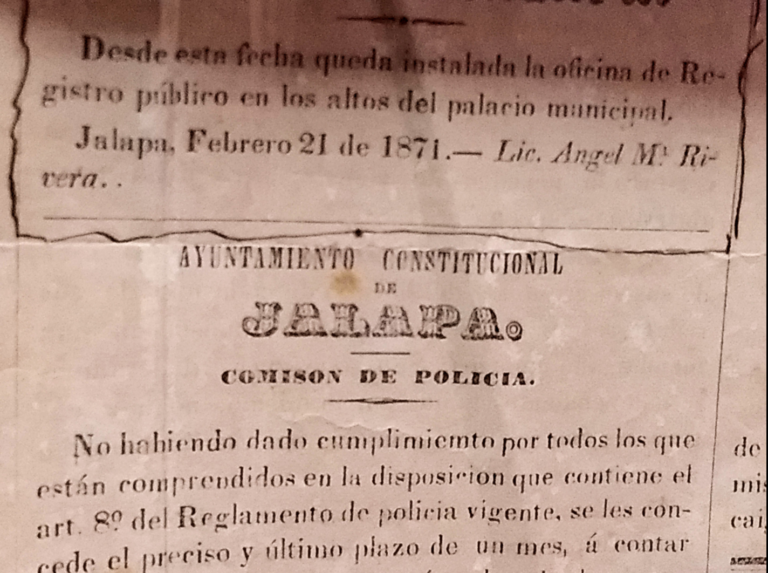 Desde esta fecha queda instalada la oficina de Re-
gistro público en los altos del palacio municipal.
Jalapa, Febrero 21 de 1871.— Lic. Angel Mª Ri-
vera. .
AYUNTAMIENTO CONSTITUCIONAL
DE
JALAPA.
COMISON DE POLICIA.
No habiendo dado cumplimiemto por todos los que
están comprendidos en la disposicion que contiene el
art. 8º del Reglamento de policia vigente, se les con-
cede el preciso y último plazo de un mes, á contar
de
mis
cai